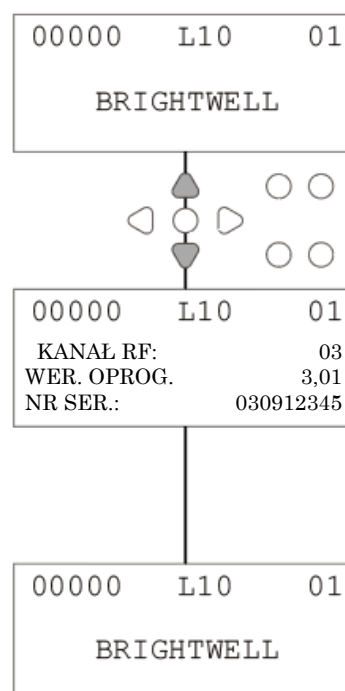 00000 L10 01
BRIGHTWELL
00000 L10 01
KANAŁ RF: 03
WER. OPROG. 3,01
NR SER.: 030912345
00000 L10 01
BRIGHTWELL